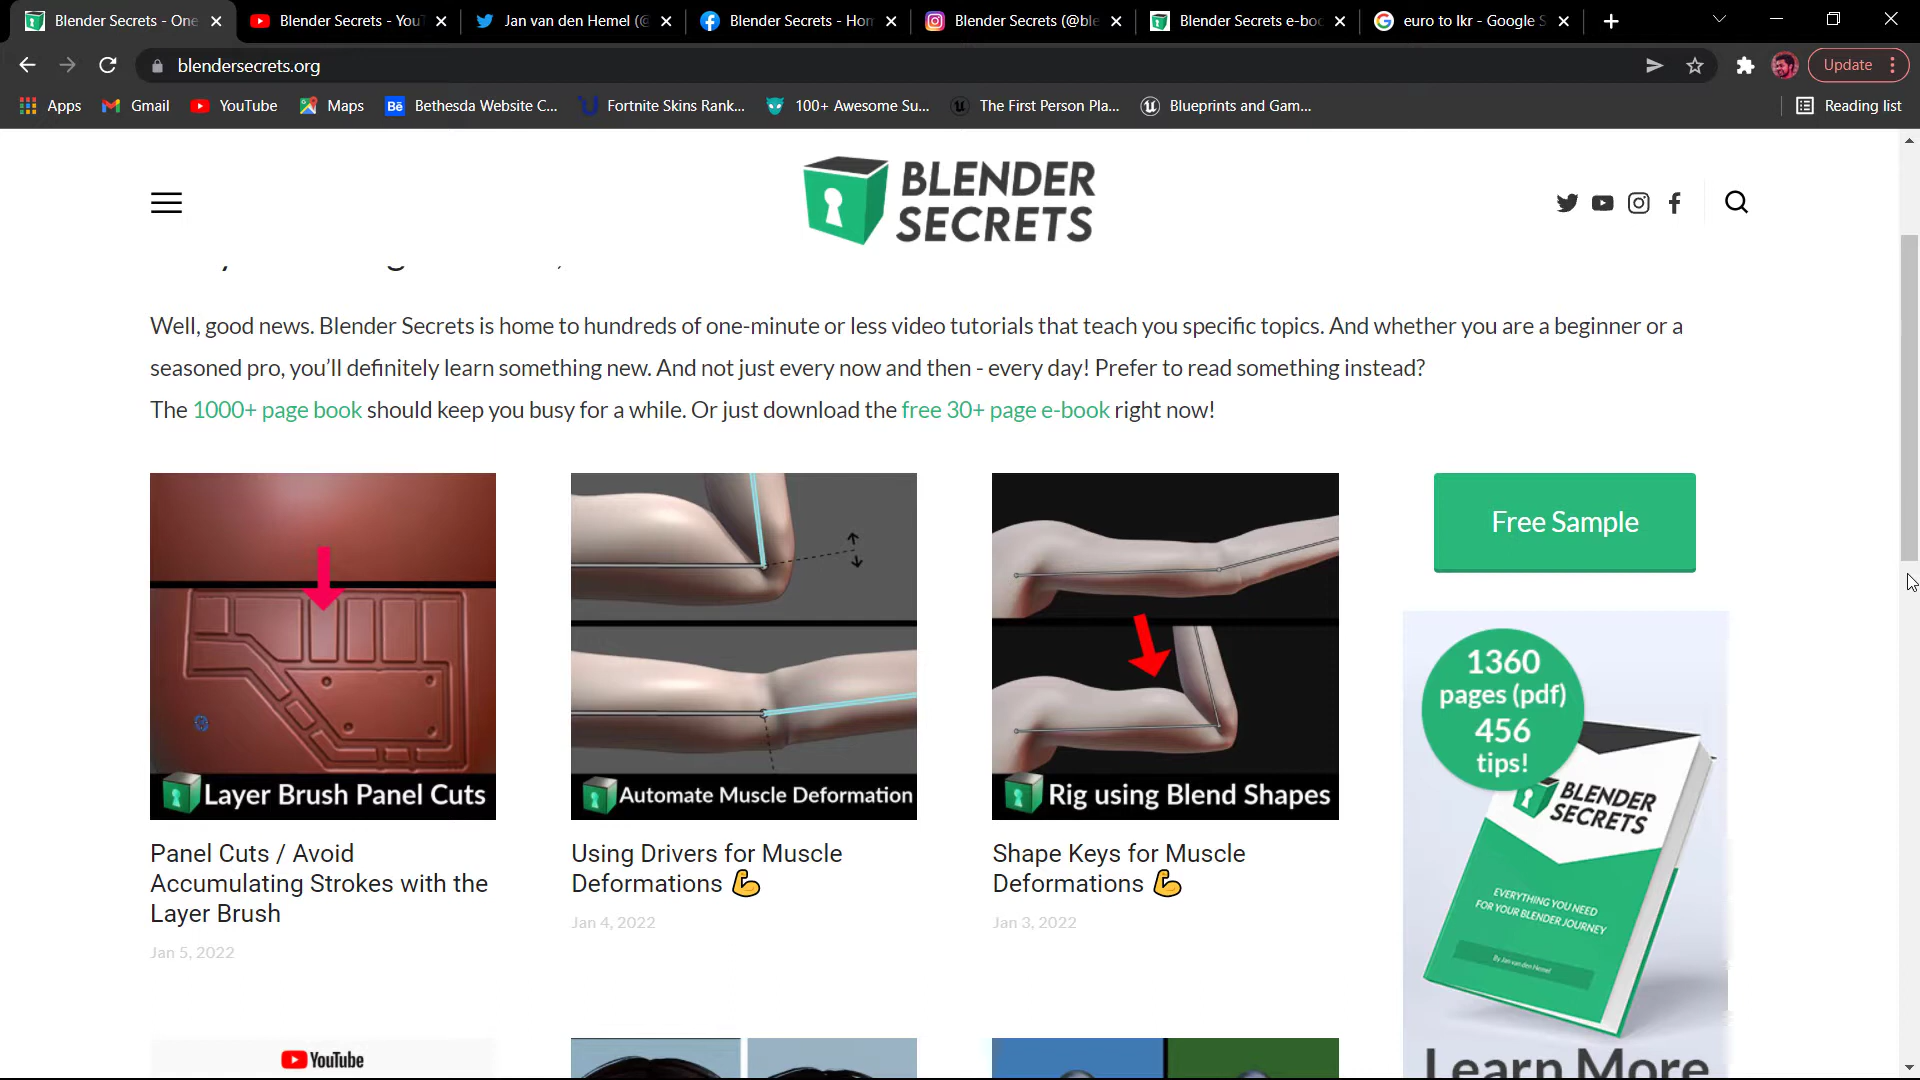 Blender Secrets - One
Blender Secrets - YouT
Jan van den Hemel (@
Blender Secrets - Hom
Blender Secrets (@ble
Blender Secrets e-boo
euro to lkr - Google S
blendersecrets.org
Update
Apps
Gmail
YouTube
Maps
Bethesda Website C...
Fortnite Skins Rank...
100+ Awesome Su...
The First Person Pla...
Blueprints and Gam...
Reading list
BLENDER
SECRETS
Well, good news. Blender Secrets is home to hundreds of one-minute or less video tutorials that teach you specific topics. And whether you are a beginner or a
seasoned pro, you’ll definitely learn something new. And not just every now and then - every day! Prefer to read something instead?
The 1000+ page book should keep you busy for a while. Or just download the free 30+ page e-book right now!
Layer Brush Panel Cuts
Panel Cuts / Avoid
Accumulating Strokes with the
Layer Brush
Jan 5, 2022
Automate Muscle Deformation
Using Drivers for Muscle
Deformations 💪
Jan 4, 2022
Rig using Blend Shapes
Shape Keys for Muscle
Deformations 💪
Jan 3, 2022
Free Sample
1360
pages (pdf)
456
tips!
BLENDER
SECRETS
EVERYTHING YOU NEED
FOR YOUR BLENDER JOURNEY
By Jan van den Hemel
Learn More
YouTube